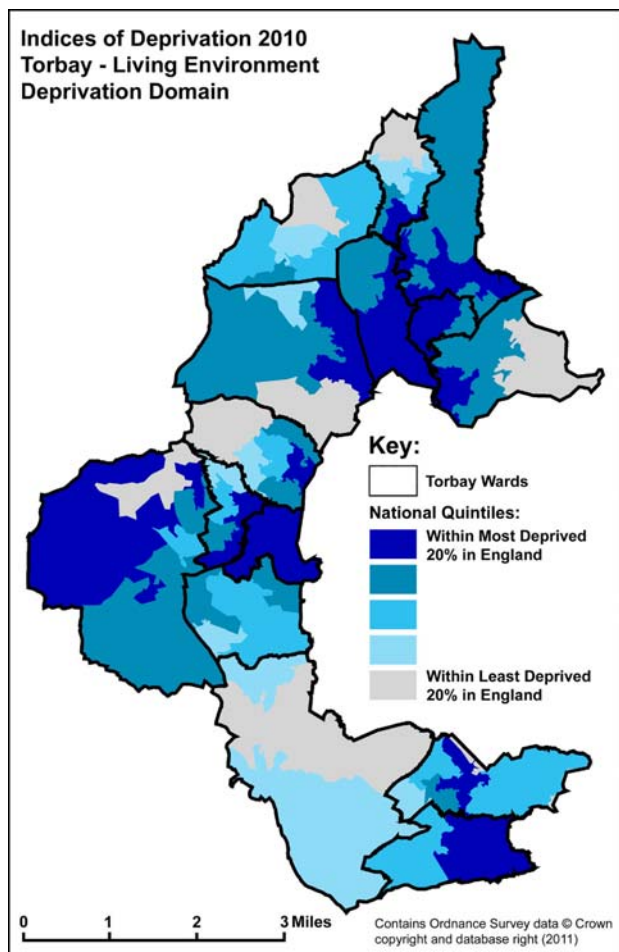 Indices of Deprivation 2010
Torbay - Living Environment
Deprivation Domain
Key:
Torbay Wards
National Quintiles:
Within Most Deprived
20% in England
Within Least Deprived
20% in England
0 1 2 3 Miles
Contains Ordnance Survey data © Crown
copyright and database right (2011)